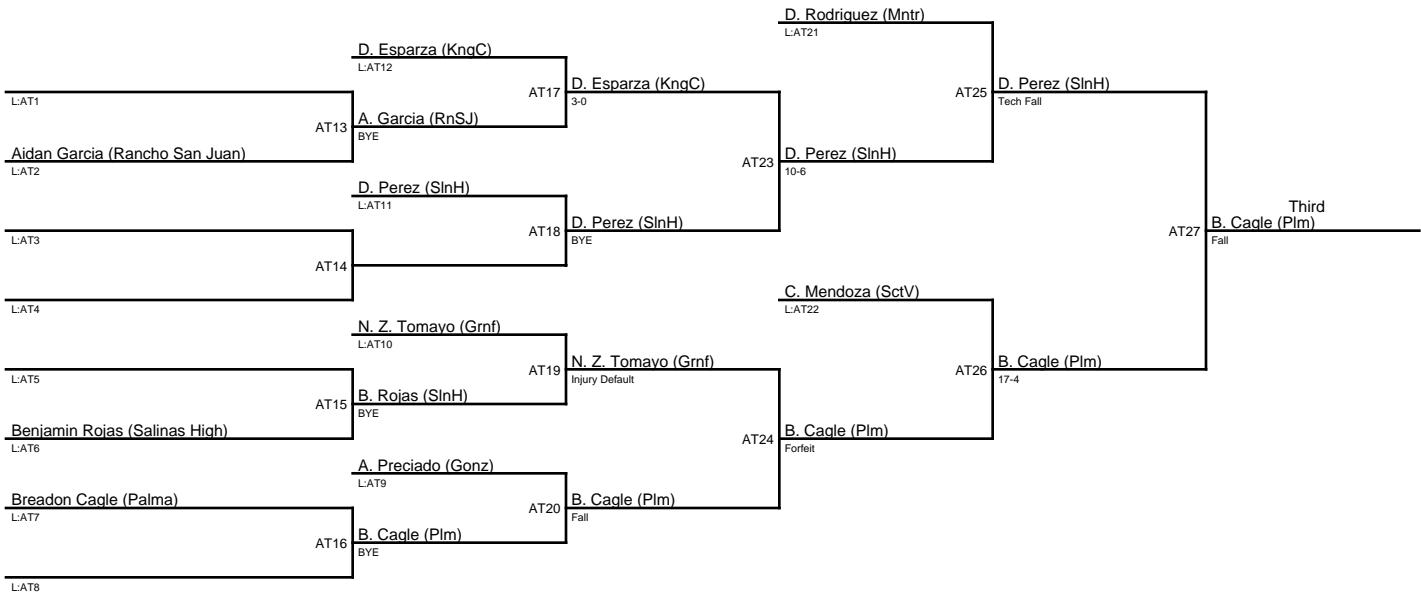 D. Rodriguez (Mntr)
L:AT21
D. Esparza (KngC)
L:AT12
AT17
D. Esparza (KngC)
3-0
AT25
D. Perez (SlnH)
Tech Fall
L:AT1
AT13
A. Garcia (RnSJ)
BYE
Aidan Garcia (Rancho San Juan)
L:AT2
AT23
D. Perez (SlnH)
10-6
D. Perez (SlnH)
L:AT11
AT18
D. Perez (SlnH)
BYE
L:AT3
AT14
L:AT4
Third
AT27
B. Cagle (Plm)
Fall
C. Mendoza (SctV)
L:AT22
N. Z. Tomayo (Grnf)
L:AT10
AT19
N. Z. Tomayo (Grnf)
Injury Default
AT26
B. Cagle (Plm)
17-4
L:AT5
AT15
B. Rojas (SlnH)
BYE
Benjamin Rojas (Salinas High)
L:AT6
AT24
B. Cagle (Plm)
Forfeit
A. Preciado (Gonz)
L:AT9
AT20
B. Cagle (Plm)
Fall
Breadon Cagle (Palma)
L:AT7
AT16
B. Cagle (Plm)
BYE
L:AT8